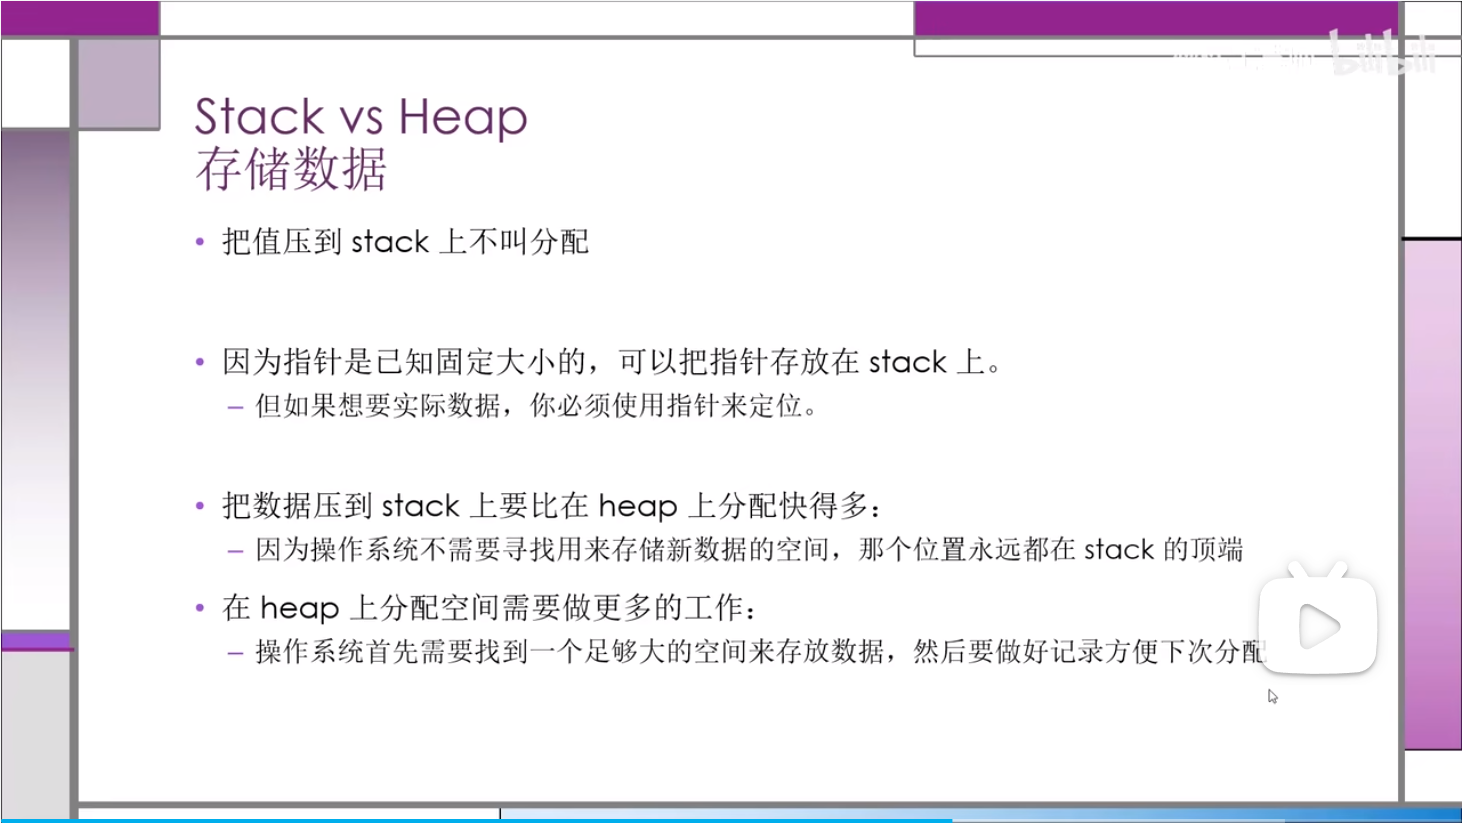 bilibili
Stack vs Heap
存储数据
• 把值压到 stack 上不叫分配
• 因为指针是已知固定大小的，可以把指针存放在 stack 上。
– 但如果想要实际数据，你必须使用指针来定位。
• 把数据压到 stack 上要比在 heap 上分配快得多：
– 因为操作系统不需要寻找用来存储新数据的空间，那个位置永远都在 stack 的顶端
• 在 heap 上分配空间需要做更多的工作：
– 操作系统首先需要找到一个足够大的空间来存放数据，然后要做好记录方便下次分配